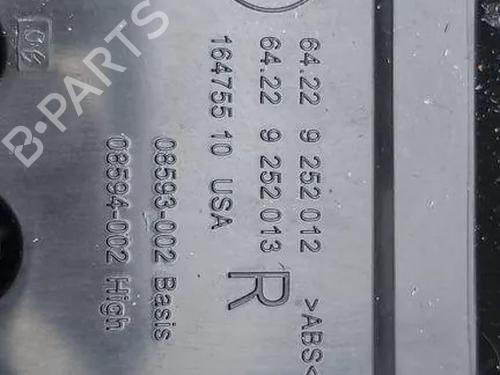 64.22 9 252 012
64.22 9 252 013
164755 10 USA
R
>ABS<
08593-002 Basis
08594-002 High
B-PARTS